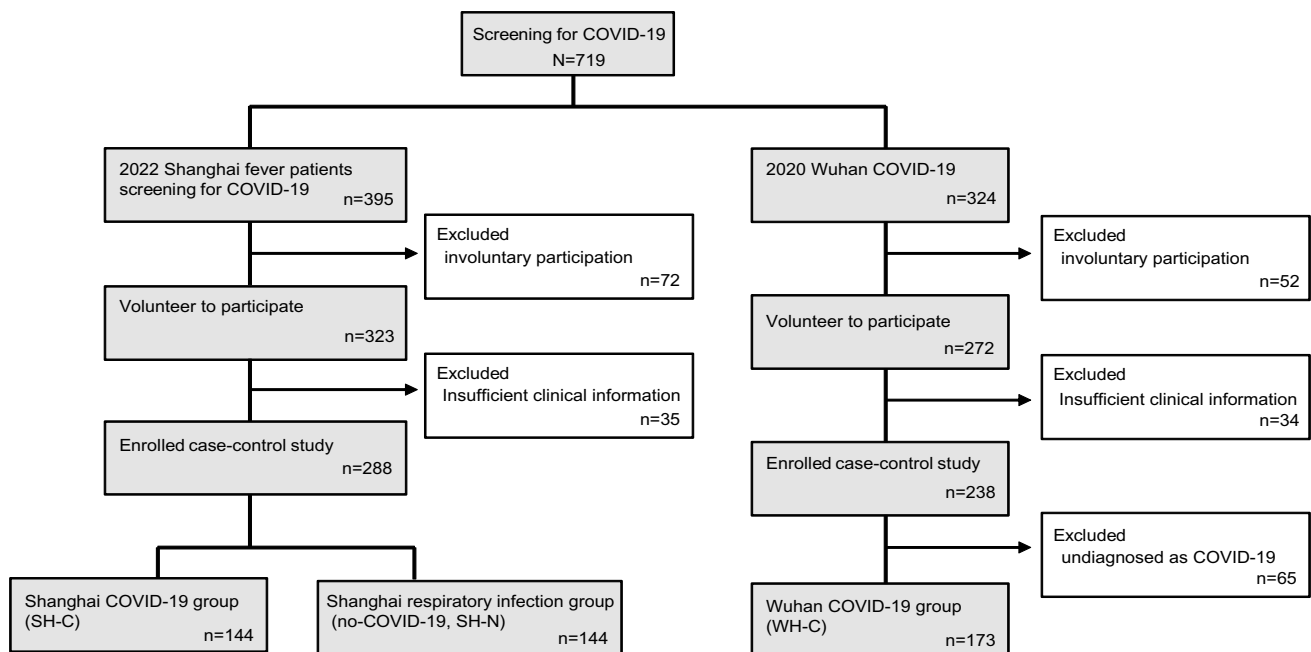 Screening for COVID-19
N=719
2022 Shanghai fever patients
screening for COVID-19
n=395
Excluded
involuntary participation
n=72
Volunteer to participate
n=323
Excluded
Insufficient clinical information
n=35
Enrolled case-control study
n=288
Shanghai COVID-19 group
(SH-C)
n=144
Shanghai respiratory infection group
(no-COVID-19, SH-N)
n=144
2020 Wuhan COVID-19
n=324
Excluded
involuntary participation
n=52
Volunteer to participate
n=272
Excluded
Insufficient clinical information
n=34
Enrolled case-control study
n=238
Excluded
undiagnosed as COVID-19
n=65
Wuhan COVID-19 group
(WH-C)
n=173